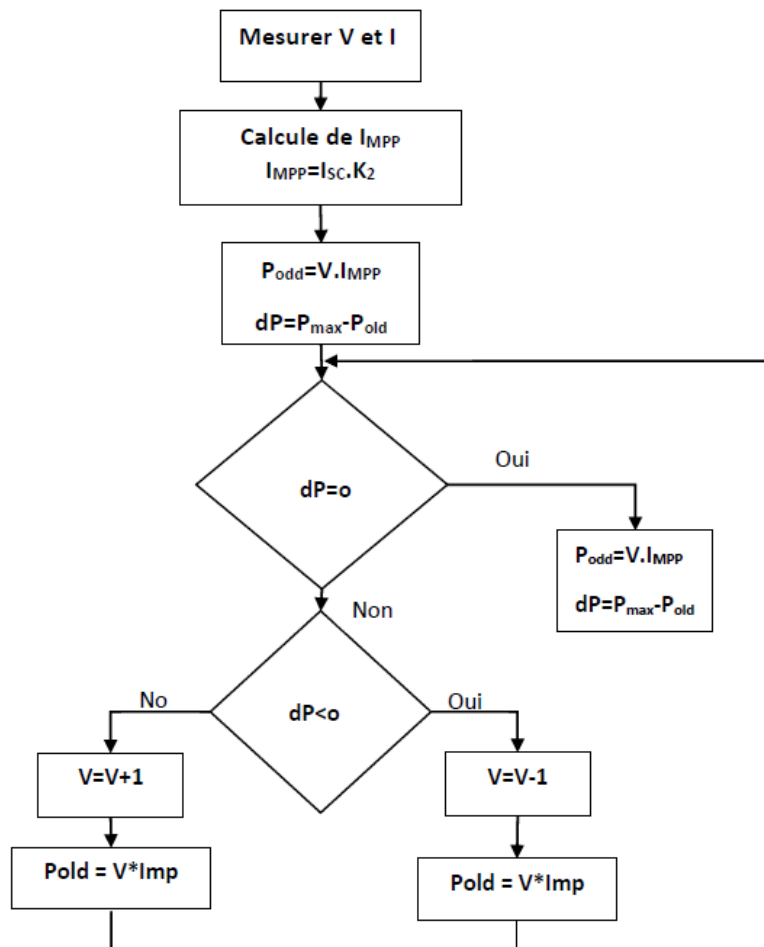 Mesurer V et I
Calcule de IMPP
IMPP=ISC.K2
Podd=V.IMPP
dP=Pmax-Pold
dP=o
Oui
Podd=V.IMPP
dP=Pmax-Pold
Non
dP<o
No
Oui
V=V+1
V=V-1
Pold = V*Imp
Pold = V*Imp